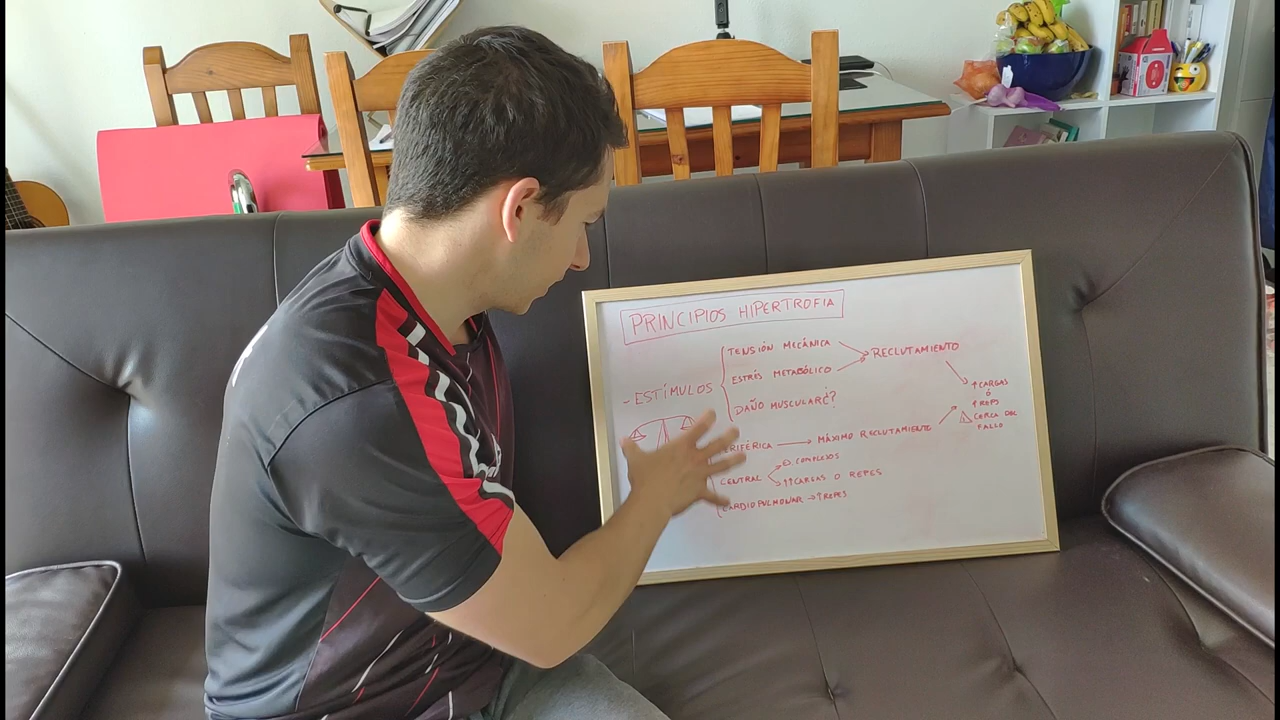 PRINCIPIOS HIPERTROFIA
TENSIÓN MECÁNICA
ESTRÉS METABÓLICO
RECLUTAMIENTO
- ESTÍMULOS
DAÑO MUSCULAR¿?
↑ CARGAS
Ó
↑ REPS
⚠ CERCA DEL
FALLO
RIFÉRICA → MÁXIMO RECLUTAMIENTO
CENTRAL
COMPLEJOS
↑↑ CARGAS O REPES
CARDIOPULMONAR → ↑ REPES